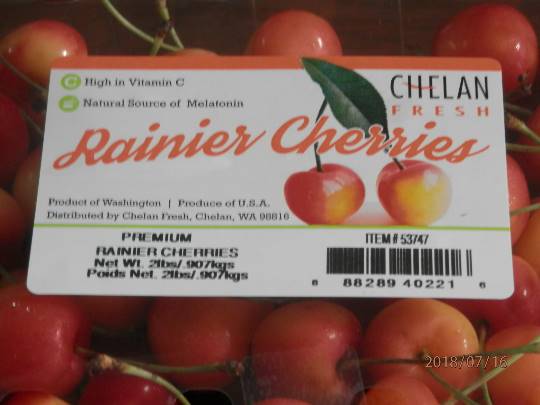 High in Vitamin C
Natural Source of Melatonin
CHELAN
FRESH
Rainier Cherries
Product of Washington | Produce of U.S.A.
Distributed by Chelan Fresh, Chelan, WA 98816
PREMIUM
RAINIER CHERRIES
Net WT. 2lbs/.907kgs
Poids Net. 2lbs/.907kgs
ITEM # 53747
8 88289 40221 6
2018/07/16